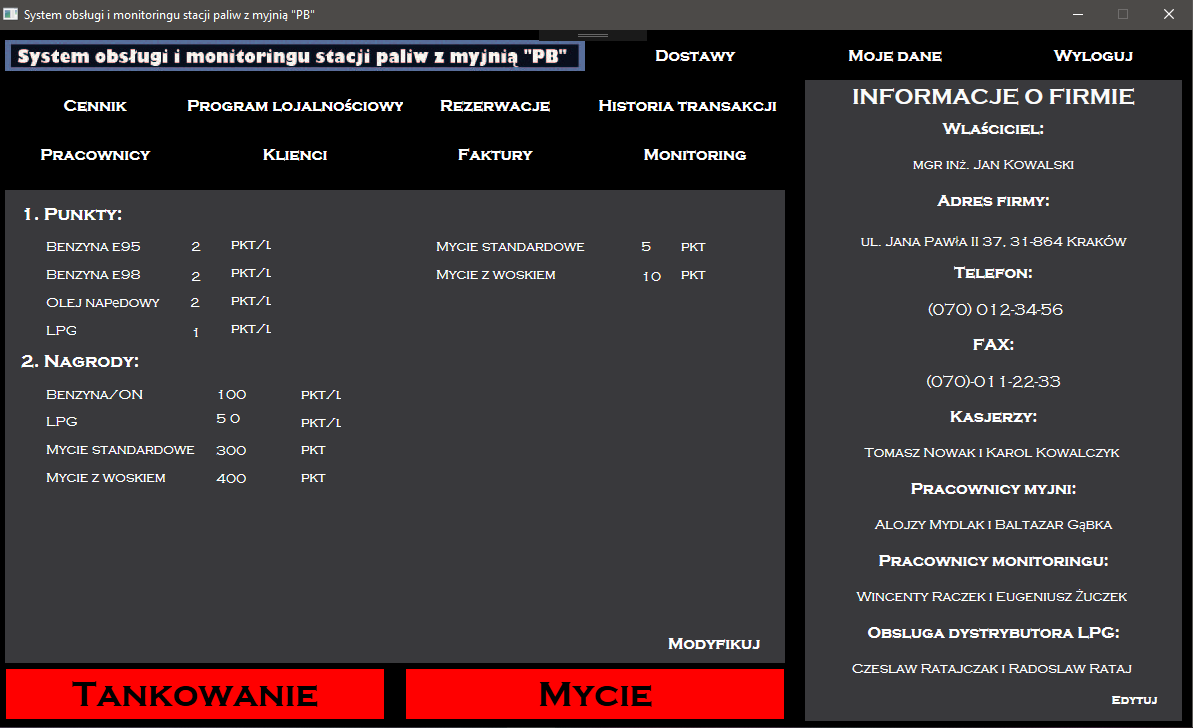 System obsługi i monitoringu stacji paliw z myjnią "PB"
System obsługi i monitoringu stacji paliw z myjnią "PB"
Dostawy Moje dane Wyloguj
Cennik Program lojalnościowy Rezerwacje Historia transakcji
Pracownicy Klienci Faktury Monitoring
1. Punkty:
Benzyna e95 2 pkt/l Mycie standardowe 5 pkt
Benzyna e98 2 pkt/l Mycie z woskiem 10 pkt
Olej napędowy 2 pkt/l
LPG 1 pkt/l
2. Nagrody:
Benzyna/ON 100 pkt/l
LPG 50 pkt/l
Mycie standardowe 300 pkt
Mycie z woskiem 400 pkt
Modyfikuj
Tankowanie Mycie
INFORMACJE O FIRMIE
Właściciel:
mgr inż. Jan Kowalski
Adres firmy:
ul. Jana Pawła II 37, 31-864 Kraków
Telefon:
(070) 012-34-56
FAX:
(070)-011-22-33
Kasjerzy:
Tomasz Nowak i Karol Kowalczyk
Pracownicy myjni:
Alojzy Mydlak i Baltazar Gąbka
Pracownicy monitoringu:
Wincenty Raczek i Eugeniusz Żuczek
Obsluga dystrybutora LPG:
Czeslaw Ratajczak i Radoslaw Rataj
Edytuj